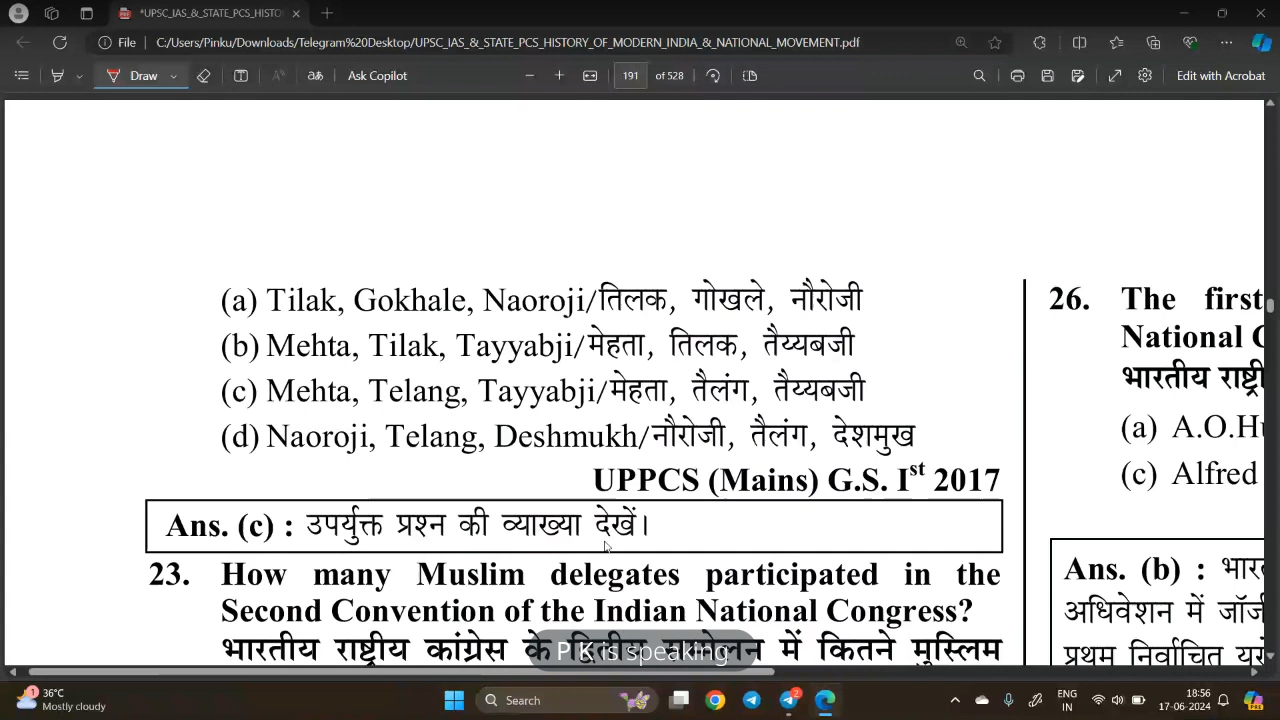 *UPSC_IAS_&_STATE_PCS_HISTO
File C:/Users/Pinku/Downloads/Telegram%20Desktop/UPSC_IAS_&_STATE_PCS_HISTORY_OF_MODERN_INDIA_&_NATIONAL_MOVEMENT.pdf
Draw Ask Copilot 191 of 528 Edit with Acrobat
(a) Tilak, Gokhale, Naoroji/तिलक, गोखले, नौरोजी
(b) Mehta, Tilak, Tayyabji/मेहता, तिलक, तैय्यबजी
(c) Mehta, Telang, Tayyabji/मेहता, तैलंग, तैय्यबजी
(d) Naoroji, Telang, Deshmukh/नौरोजी, तैलंग, देशमुख
UPPCS (Mains) G.S. Ist 2017
Ans. (c) : उपर्युक्त प्रश्न की व्याख्या देखें।
23. How many Muslim delegates participated in the
Second Convention of the Indian National Congress?
भारतीय राष्ट्रीय कांग्रेस के में कितने मुस्लिम
P K is speaking
26. The first
National C
भारतीय राष्ट्री
(a) A.O.Hu
(c) Alfred
Ans. (b) : भार
अधिवेशन में जॉर्ज
प्रथम निर्वाचित यू
36°C
Mostly cloudy
Search
ENG
IN
18:56
17-06-2024